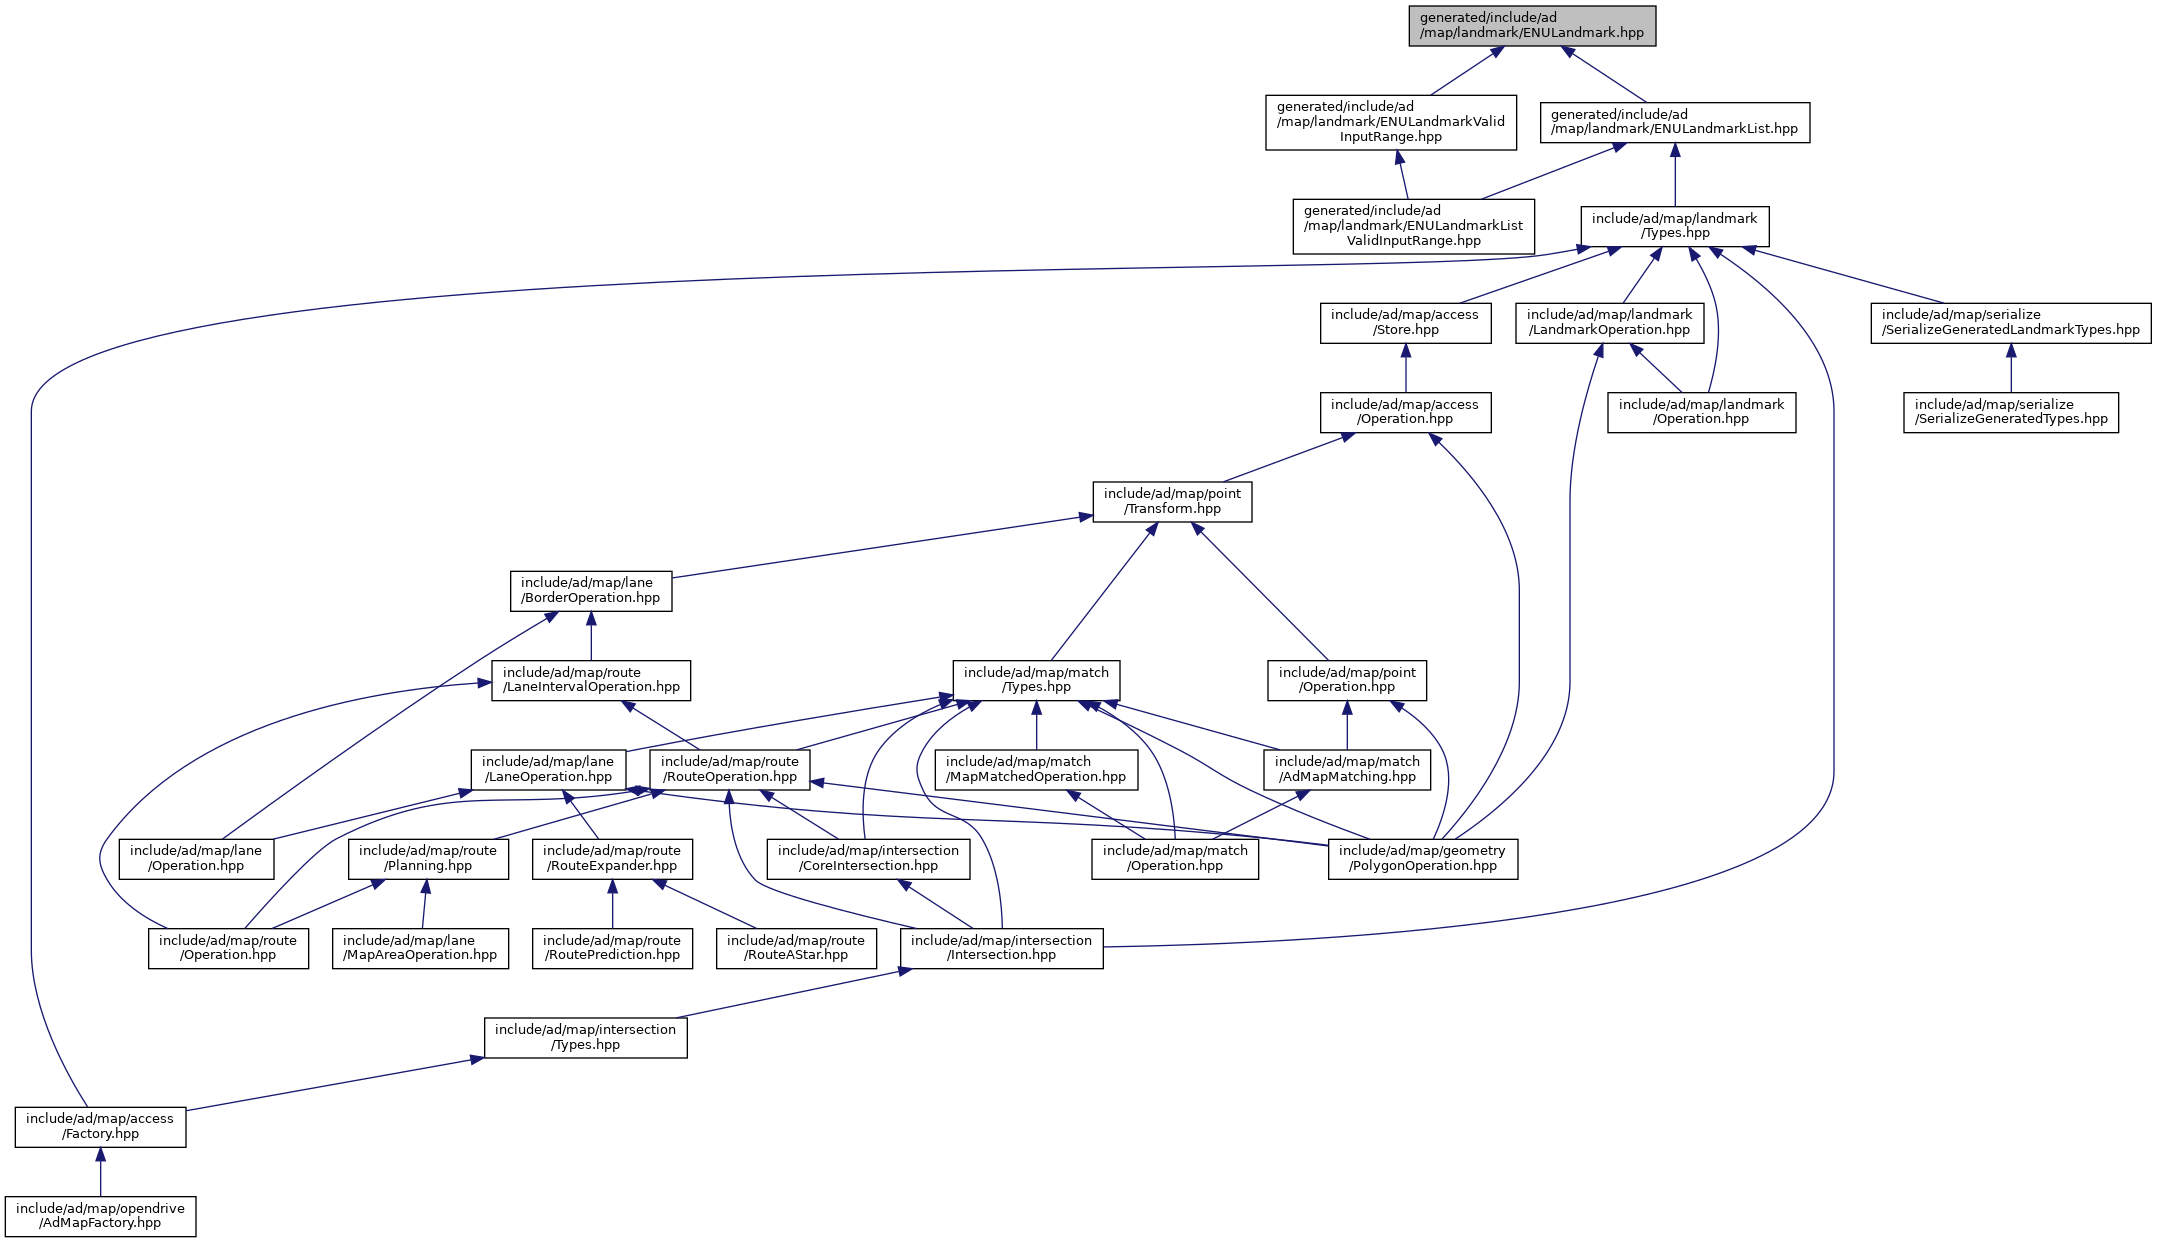 generated/include/ad
/map/landmark/ENULandmark.hpp
generated/include/ad
/map/landmark/ENULandmarkValid
InputRange.hpp
generated/include/ad
/map/landmark/ENULandmarkList.hpp
generated/include/ad
/map/landmark/ENULandmarkList
ValidInputRange.hpp
include/ad/map/landmark
/Types.hpp
include/ad/map/access
/Store.hpp
include/ad/map/landmark
/LandmarkOperation.hpp
include/ad/map/serialize
/SerializeGeneratedLandmarkTypes.hpp
include/ad/map/access
/Operation.hpp
include/ad/map/landmark
/Operation.hpp
include/ad/map/serialize
/SerializeGeneratedTypes.hpp
include/ad/map/point
/Transform.hpp
include/ad/map/lane
/BorderOperation.hpp
include/ad/map/route
/LaneIntervalOperation.hpp
include/ad/map/match
/Types.hpp
include/ad/map/point
/Operation.hpp
include/ad/map/lane
/LaneOperation.hpp
include/ad/map/route
/RouteOperation.hpp
include/ad/map/match
/MapMatchedOperation.hpp
include/ad/map/match
/AdMapMatching.hpp
include/ad/map/lane
/Operation.hpp
include/ad/map/route
/Planning.hpp
include/ad/map/route
/RouteExpander.hpp
include/ad/map/intersection
/CoreIntersection.hpp
include/ad/map/match
/Operation.hpp
include/ad/map/geometry
/PolygonOperation.hpp
include/ad/map/route
/Operation.hpp
include/ad/map/lane
/MapAreaOperation.hpp
include/ad/map/route
/RoutePrediction.hpp
include/ad/map/route
/RouteAStar.hpp
include/ad/map/intersection
/Intersection.hpp
include/ad/map/intersection
/Types.hpp
include/ad/map/access
/Factory.hpp
include/ad/map/opendrive
/AdMapFactory.hpp